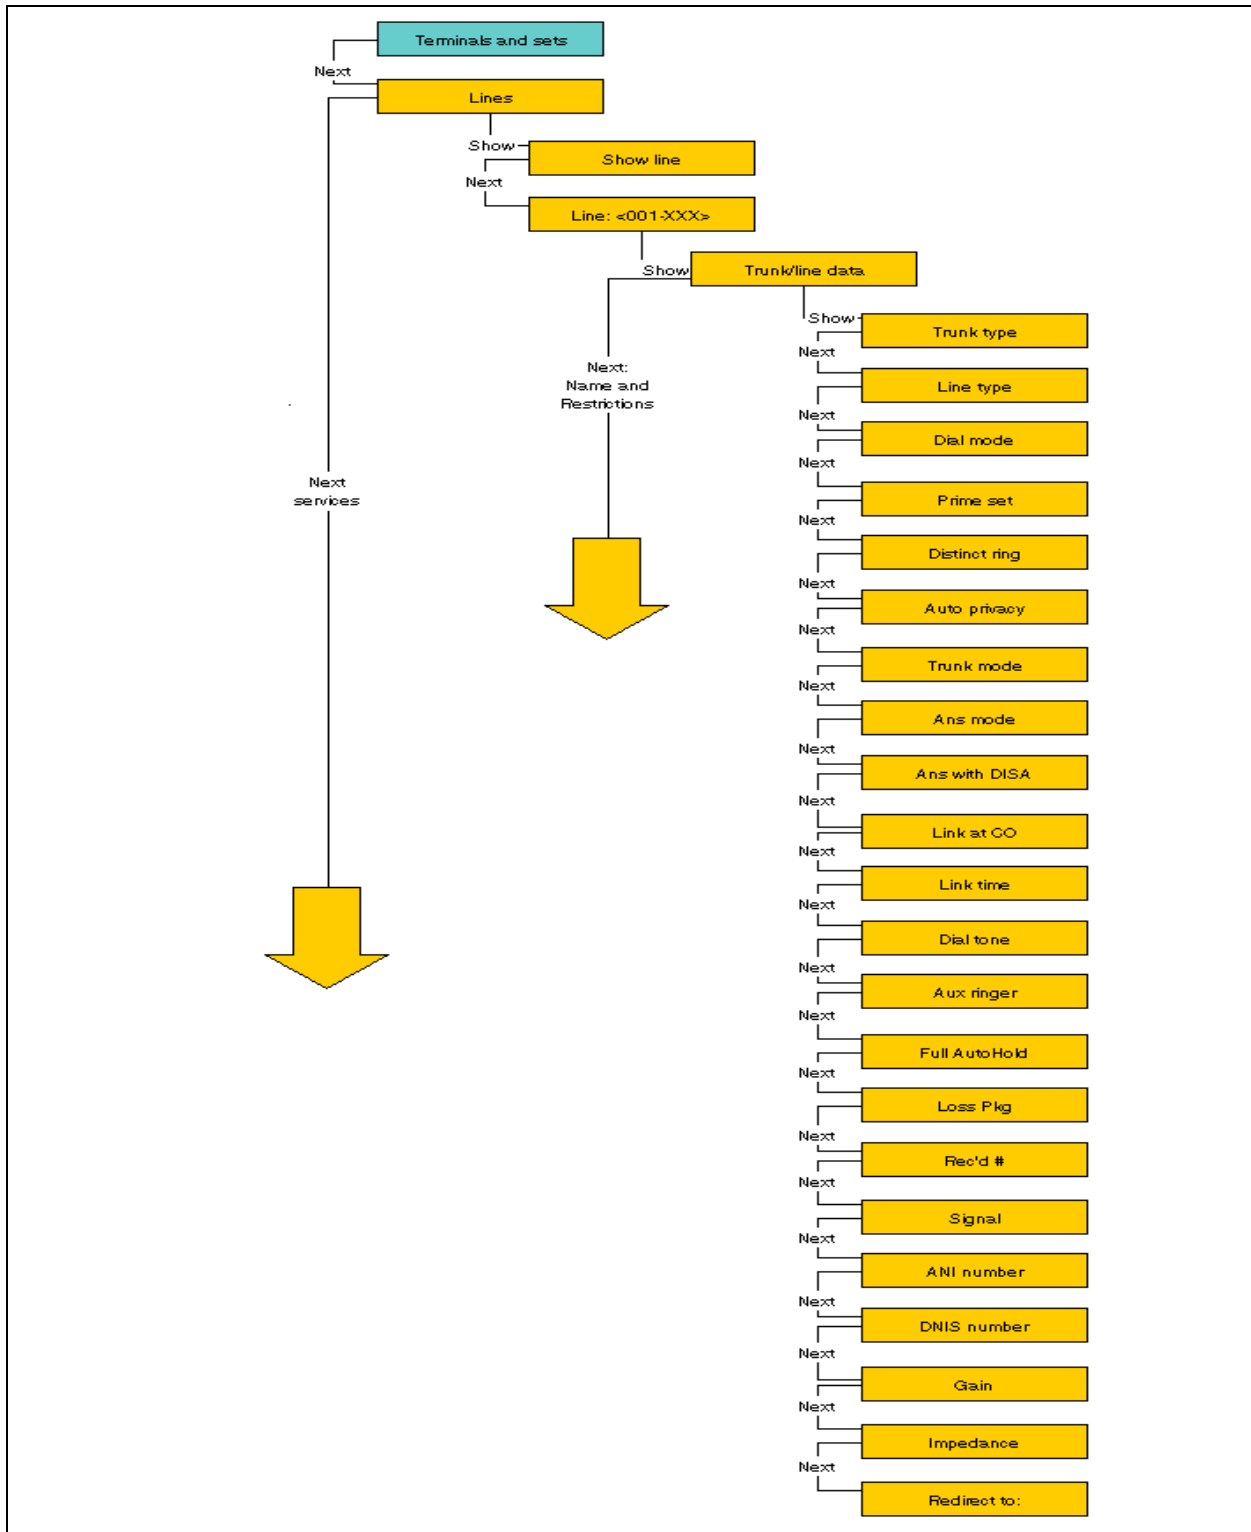 Terminals and sets
Next
Lines
Show
Show line
Next
Line: <001-XXX>
Show
Trunk/line data
Show
Trunk type
Next
Line type
Next:
Name and
Restrictions
Next
Dial mode
Next
Next
services
Prime set
Next
Distinct ring
Next
Auto privacy
Next
Trunk mode
Next
Ans mode
Next
Ans with DISA
Next
Link at CO
Next
Link time
Next
Dial tone
Next
Aux ringer
Next
Full AutoHold
Next
Loss Pkg
Next
Rec'd #
Next
Signal
Next
ANI number
Next
DNIS number
Next
Gain
Next
Impedance
Next
Redirect to: